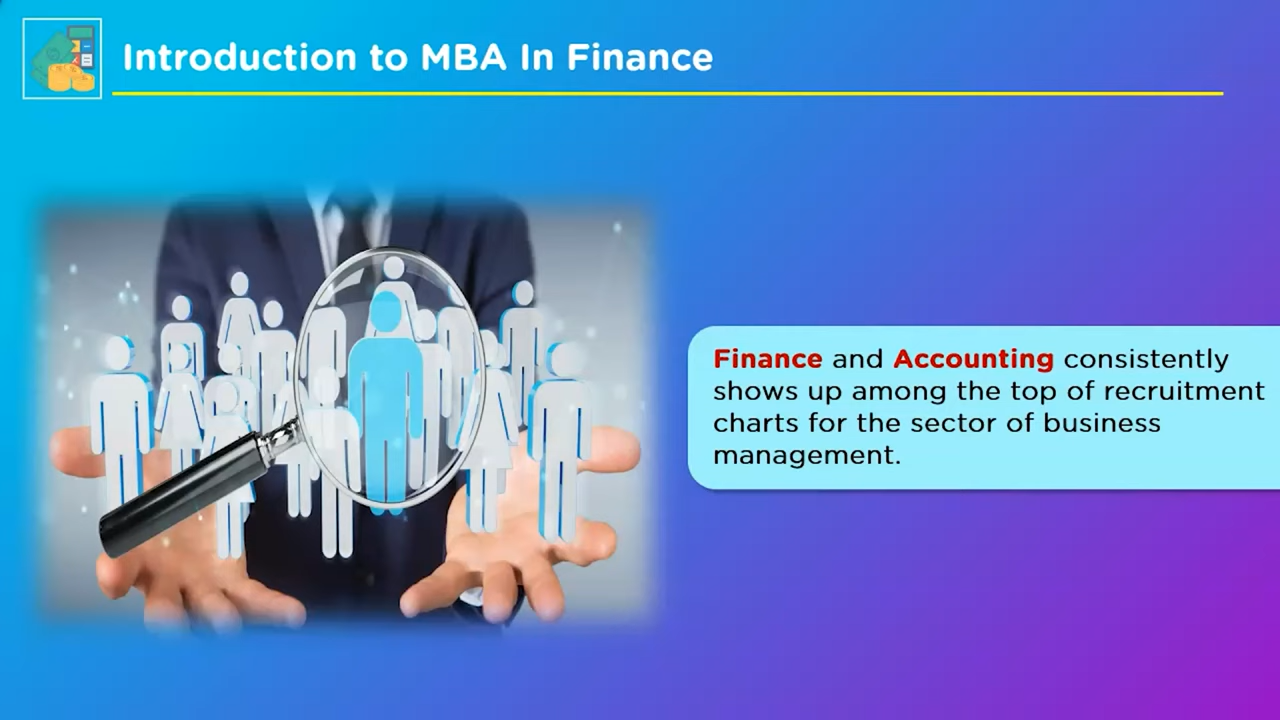 Introduction to MBA In Finance
Finance and Accounting consistently
shows up among the top of recruitment
charts for the sector of business
management.